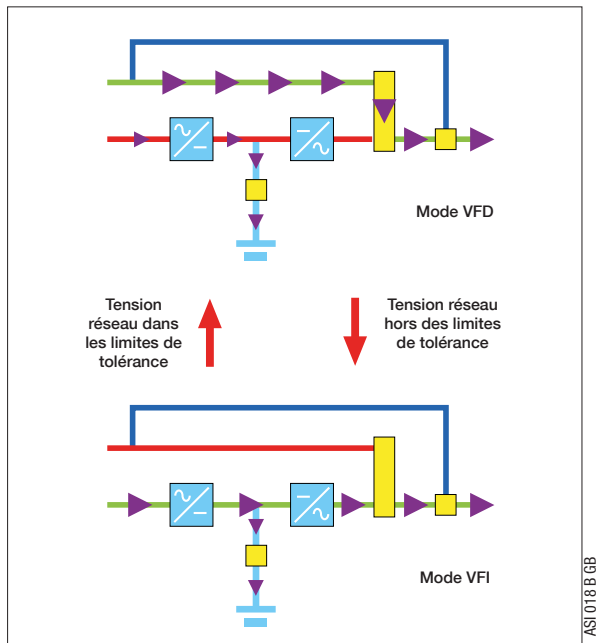 Mode VFD
Tension
réseau dans
les limites de
tolérance
Tension réseau
hors des limites
de tolérance
Mode VFI
ASI 018 B GB